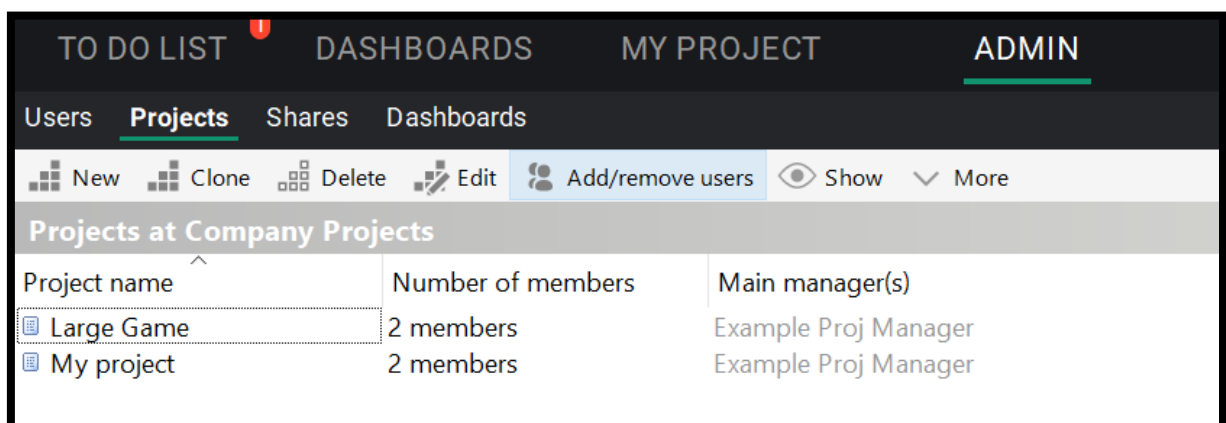 TO DO LIST DASHBOARDS MY PROJECT ADMIN
Users Projects Shares Dashboards
New Clone Delete Edit Add/remove users Show More
Projects at Company Projects
Project name Number of members Main manager(s)
Large Game 2 members Example Proj Manager
My project 2 members Example Proj Manager